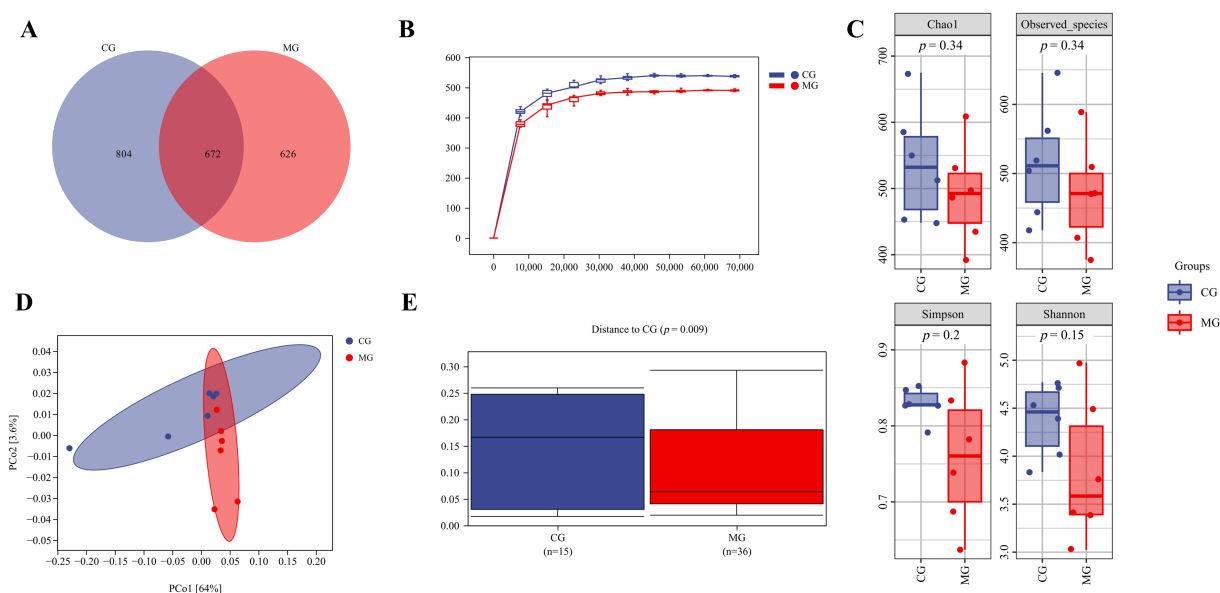 A
CG
MG
804
672
626
B
600
500
400
300
200
100
0
0
10,000
20,000
30,000
40,000
50,000
60,000
70,000
CG
MG
C
Chao1
p = 0.34
700
600
500
400
CG
MG
Observed_species
p = 0.34
600
500
400
CG
MG
Simpson
p = 0.2
0.9
0.8
0.7
CG
MG
Shannon
p = 0.15
5.0
4.5
4.0
3.5
3.0
CG
MG
Groups
CG
MG
D
CG
MG
0.04
0.03
0.02
0.01
0.00
−0.01
−0.02
−0.03
−0.04
−0.05
PCo2 [3.6%]
−0.25
−0.20
−0.15
−0.10
−0.05
0.00
0.05
0.10
0.15
0.20
PCo1 [64%]
E
Distance to CG (p = 0.009)
0.30
0.25
0.20
0.15
0.10
0.05
0.00
CG
(n=15)
MG
(n=36)